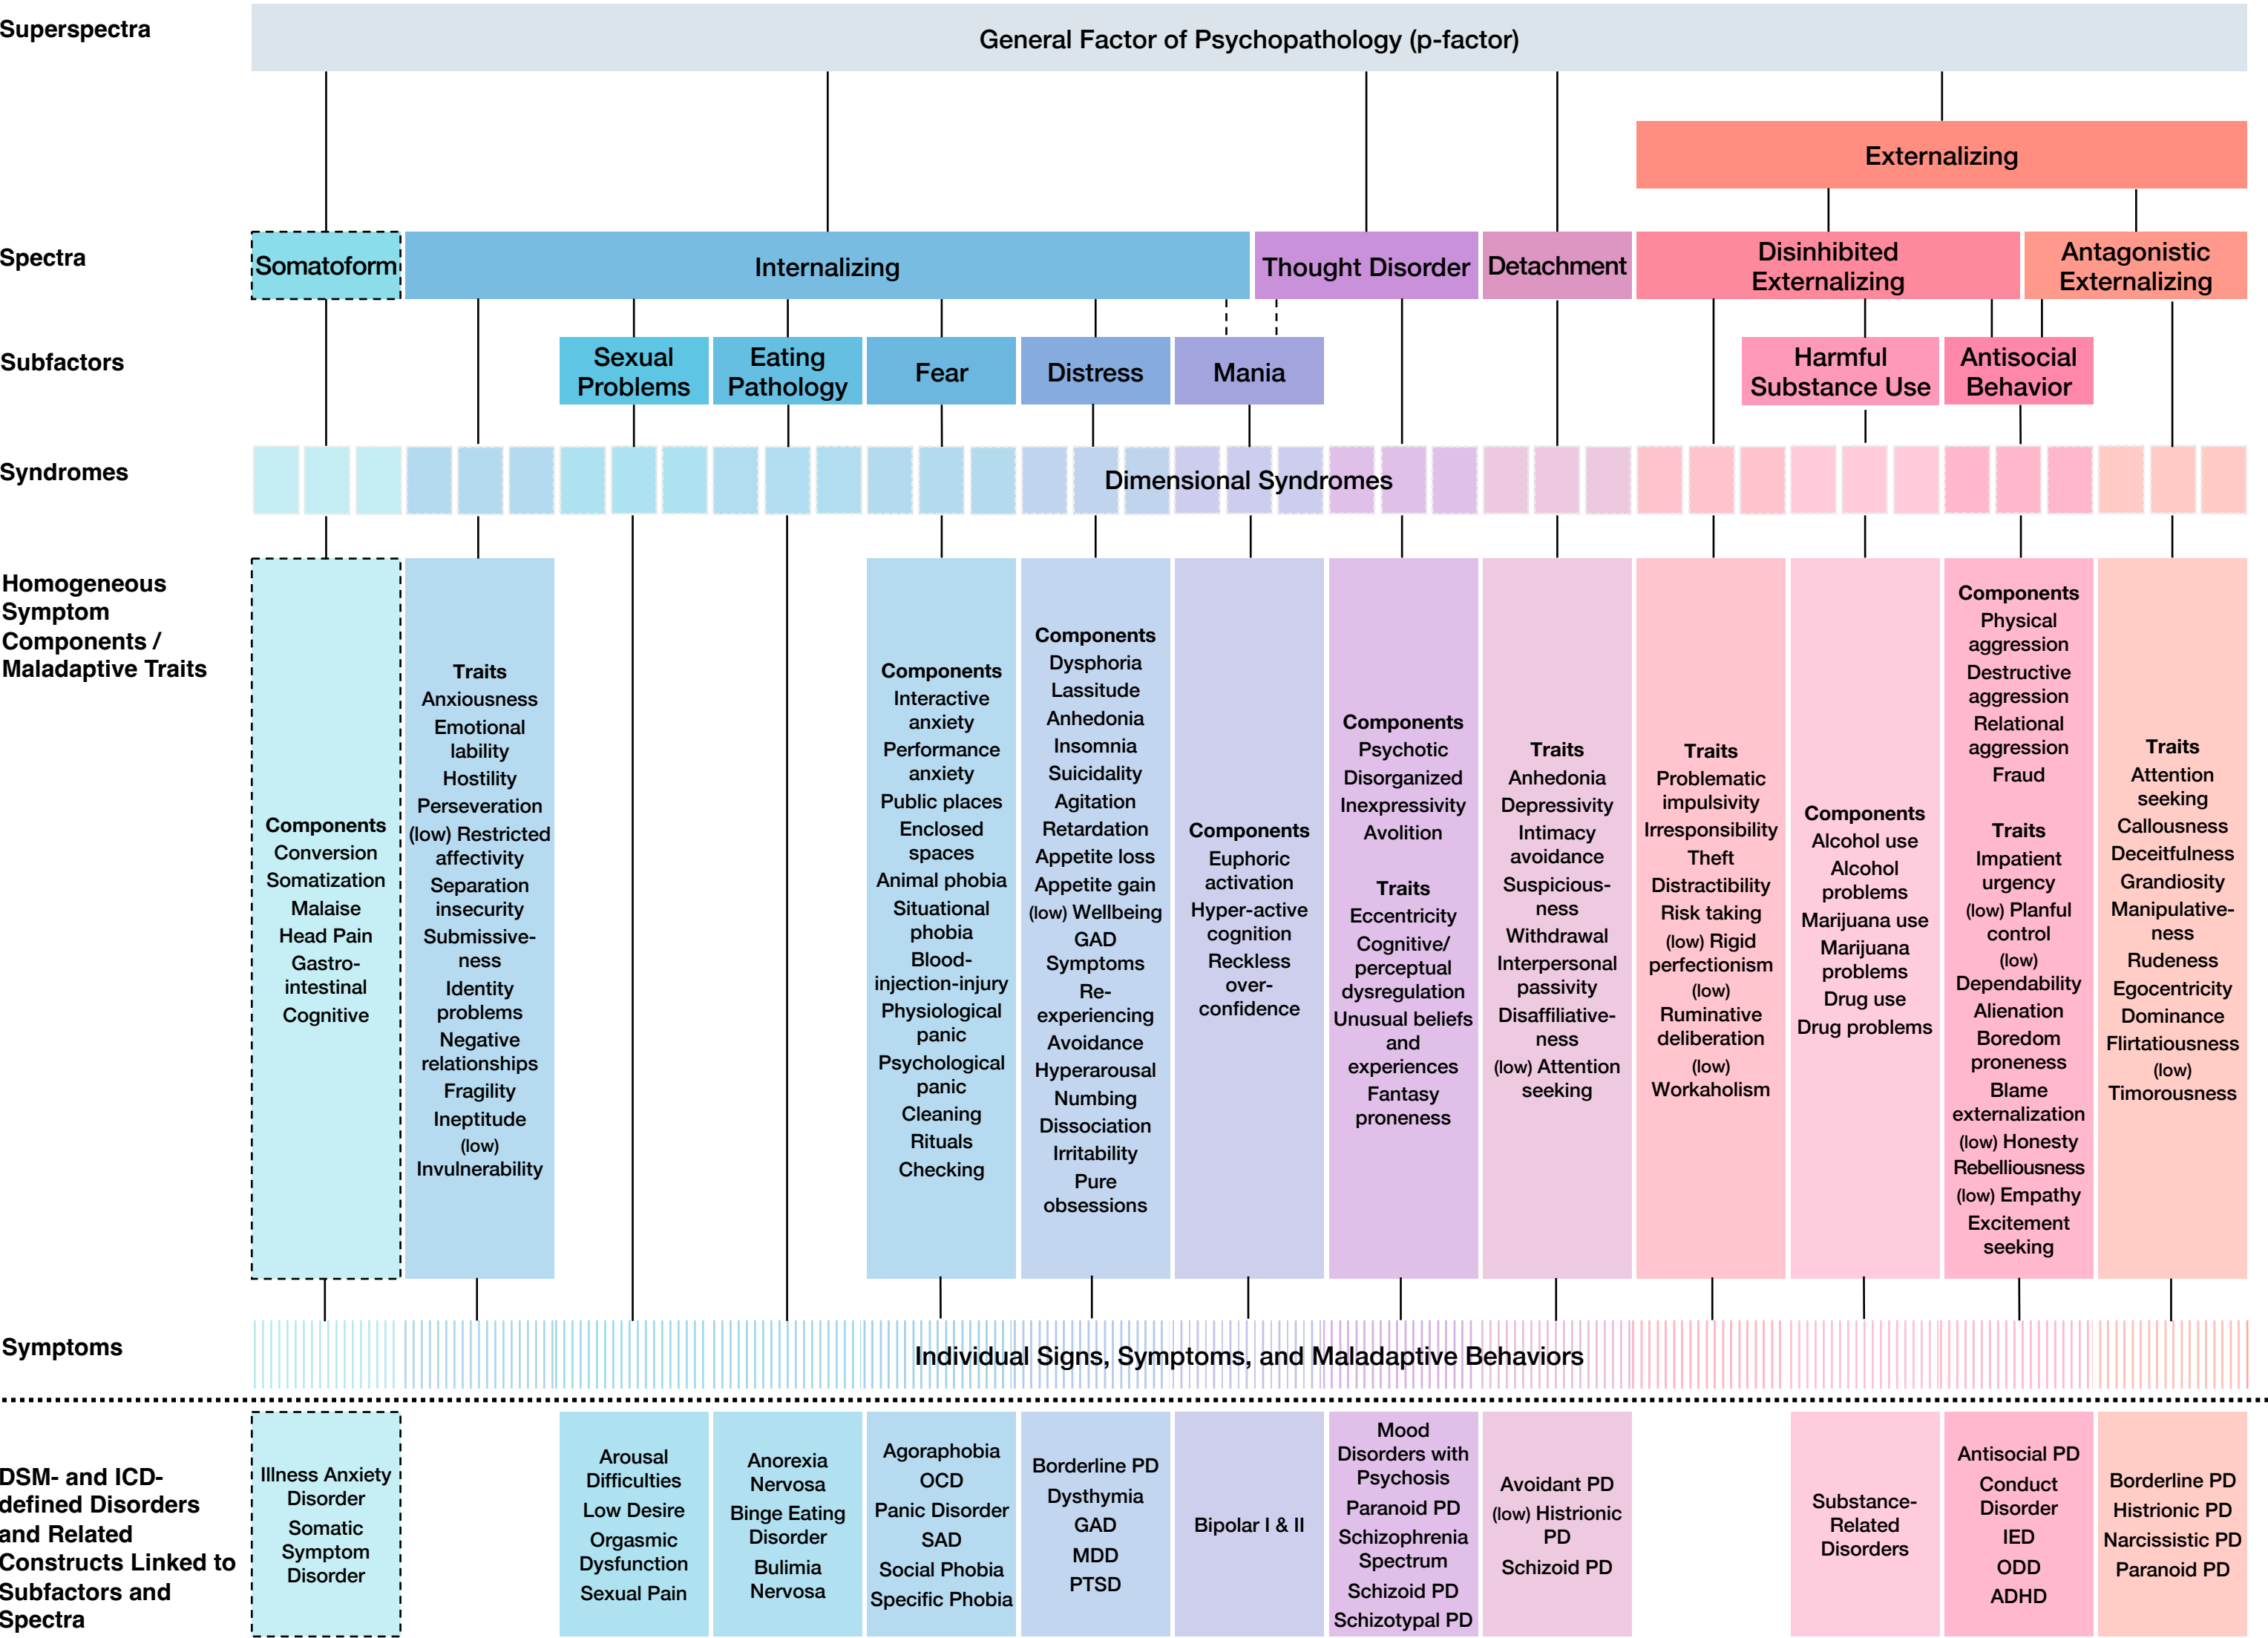 Superspectra
General Factor of Psychopathology (p-factor)
Externalizing
Spectra
Somatoform
Internalizing
Thought Disorder
Detachment
Disinhibited
Externalizing
Antagonistic
Externalizing
Subfactors
Sexual
Problems
Eating
Pathology
Fear
Distress
Mania
Harmful
Substance Use
Antisocial
Behavior
Syndromes
Dimensional Syndromes
Homogeneous
Symptom
Components /
Maladaptive Traits
Components
Conversion
Somatization
Malaise
Head Pain
Gastro-
intestinal
Cognitive
Traits
Anxiousness
Emotional
lability
Hostility
Perseveration
(low) Restricted
affectivity
Separation
insecurity
Submissive-
ness
Identity
problems
Negative
relationships
Fragility
Ineptitude
(low)
Invulnerability
Components
Interactive
anxiety
Performance
anxiety
Public places
Enclosed
spaces
Animal phobia
Situational
phobia
Blood-
injection-injury
Physiological
panic
Psychological
panic
Cleaning
Rituals
Checking
Components
Dysphoria
Lassitude
Anhedonia
Insomnia
Suicidality
Agitation
Retardation
Appetite loss
Appetite gain
(low) Wellbeing
GAD
Symptoms
Re-
experiencing
Avoidance
Hyperarousal
Numbing
Dissociation
Irritability
Pure
obsessions
Components
Euphoric
activation
Hyper-active
cognition
Reckless
over-
confidence
Components
Psychotic
Disorganized
Inexpressivity
Avolition
Traits
Eccentricity
Cognitive/
perceptual
dysregulation
Unusual beliefs
and
experiences
Fantasy
proneness
Traits
Anhedonia
Depressivity
Intimacy
avoidance
Suspicious-
ness
Withdrawal
Interpersonal
passivity
Disaffiliative-
ness
(low) Attention
seeking
Traits
Problematic
impulsivity
Irresponsibility
Theft
Distractibility
Risk taking
(low) Rigid
perfectionism
(low)
Ruminative
deliberation
(low)
Workaholism
Components
Alcohol use
Alcohol
problems
Marijuana use
Marijuana
problems
Drug use
Drug problems
Components
Physical
aggression
Destructive
aggression
Relational
aggression
Fraud
Traits
Impatient
urgency
(low) Planful
control
(low)
Dependability
Alienation
Boredom
proneness
Blame
externalization
(low) Honesty
Rebelliousness
(low) Empathy
Excitement
seeking
Traits
Attention
seeking
Callousness
Deceitfulness
Grandiosity
Manipulative-
ness
Rudeness
Egocentricity
Dominance
Flirtatiousness
(low)
Timorousness
Symptoms
Individual Signs, Symptoms, and Maladaptive Behaviors
DSM- and ICD-
defined Disorders
and Related
Constructs Linked to
Subfactors and
Spectra
Illness Anxiety
Disorder
Somatic
Symptom
Disorder
Arousal
Difficulties
Low Desire
Orgasmic
Dysfunction
Sexual Pain
Anorexia
Nervosa
Binge Eating
Disorder
Bulimia
Nervosa
Agoraphobia
OCD
Panic Disorder
SAD
Social Phobia
Specific Phobia
Borderline PD
Dysthymia
GAD
MDD
PTSD
Bipolar I & II
Mood
Disorders with
Psychosis
Paranoid PD
Schizophrenia
Spectrum
Schizoid PD
Schizotypal PD
Avoidant PD
(low) Histrionic
PD
Schizoid PD
Substance-
Related
Disorders
Antisocial PD
Conduct
Disorder
IED
ODD
ADHD
Borderline PD
Histrionic PD
Narcissistic PD
Paranoid PD